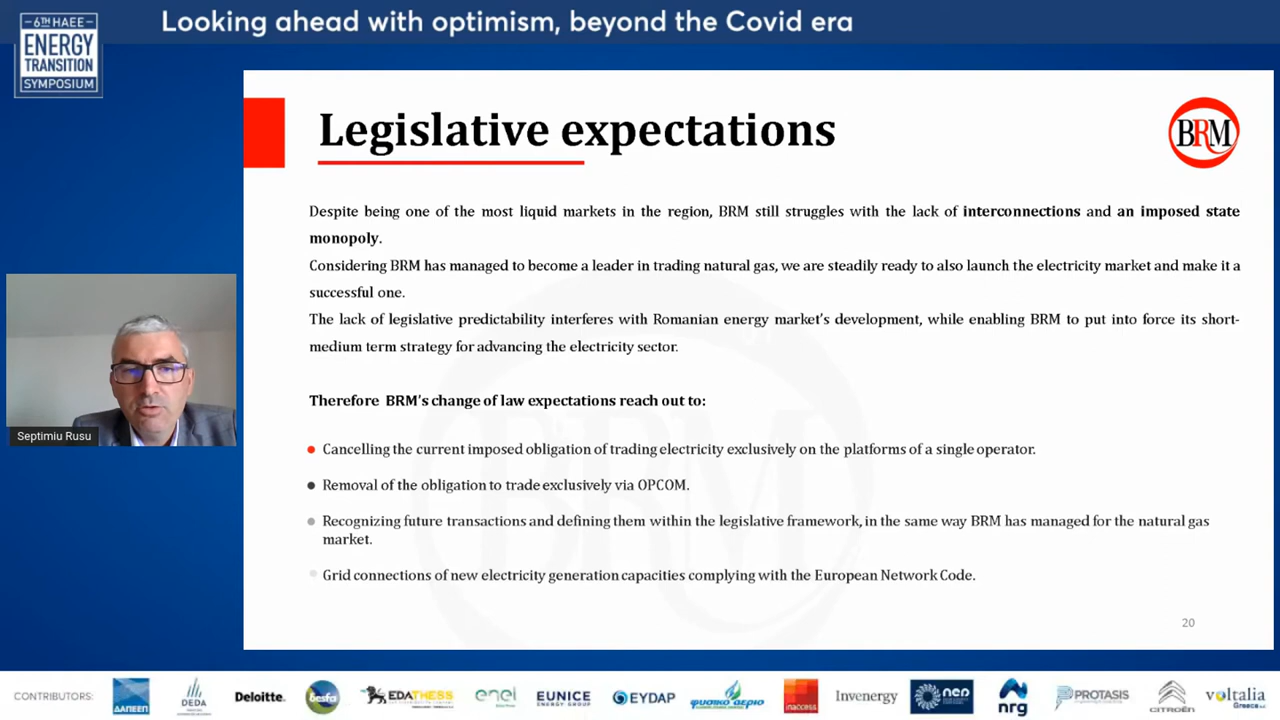 Looking ahead with optimism, beyond the Covid era
6TH HAEE
ENERGY
TRANSITION
SYMPOSIUM
Legislative expectations
BRM
Despite being one of the most liquid markets in the region, BRM still struggles with the lack of interconnections and an imposed state
monopoly.
Considering BRM has managed to become a leader in trading natural gas, we are steadily ready to also launch the electricity market and make it a
successful one.
The lack of legislative predictability interferes with Romanian energy market's development, while enabling BRM to put into force its short-
medium term strategy for advancing the electricity sector.
Therefore BRM's change of law expectations reach out to:
Septimiu Rusu
Cancelling the current imposed obligation of trading electricity exclusively on the platforms of a single operator.
Removal of the obligation to trade exclusively via OPCOM.
Recognizing future transactions and defining them within the legislative framework, in the same way BRM has managed for the natural gas
market.
Grid connections of new electricity generation capacities complying with the European Network Code.
20
CONTRIBUTORS:
ΔΑΠΕΕΠ
DEDA
Deloitte.
desfa
EDATHESS
enel
EUNICE
ENERGY GROUP
EYDAP
φυσικό αέριο
inaccess
Invenergy
nrg
PROTASIS
CITROËN
voltalia
Greece